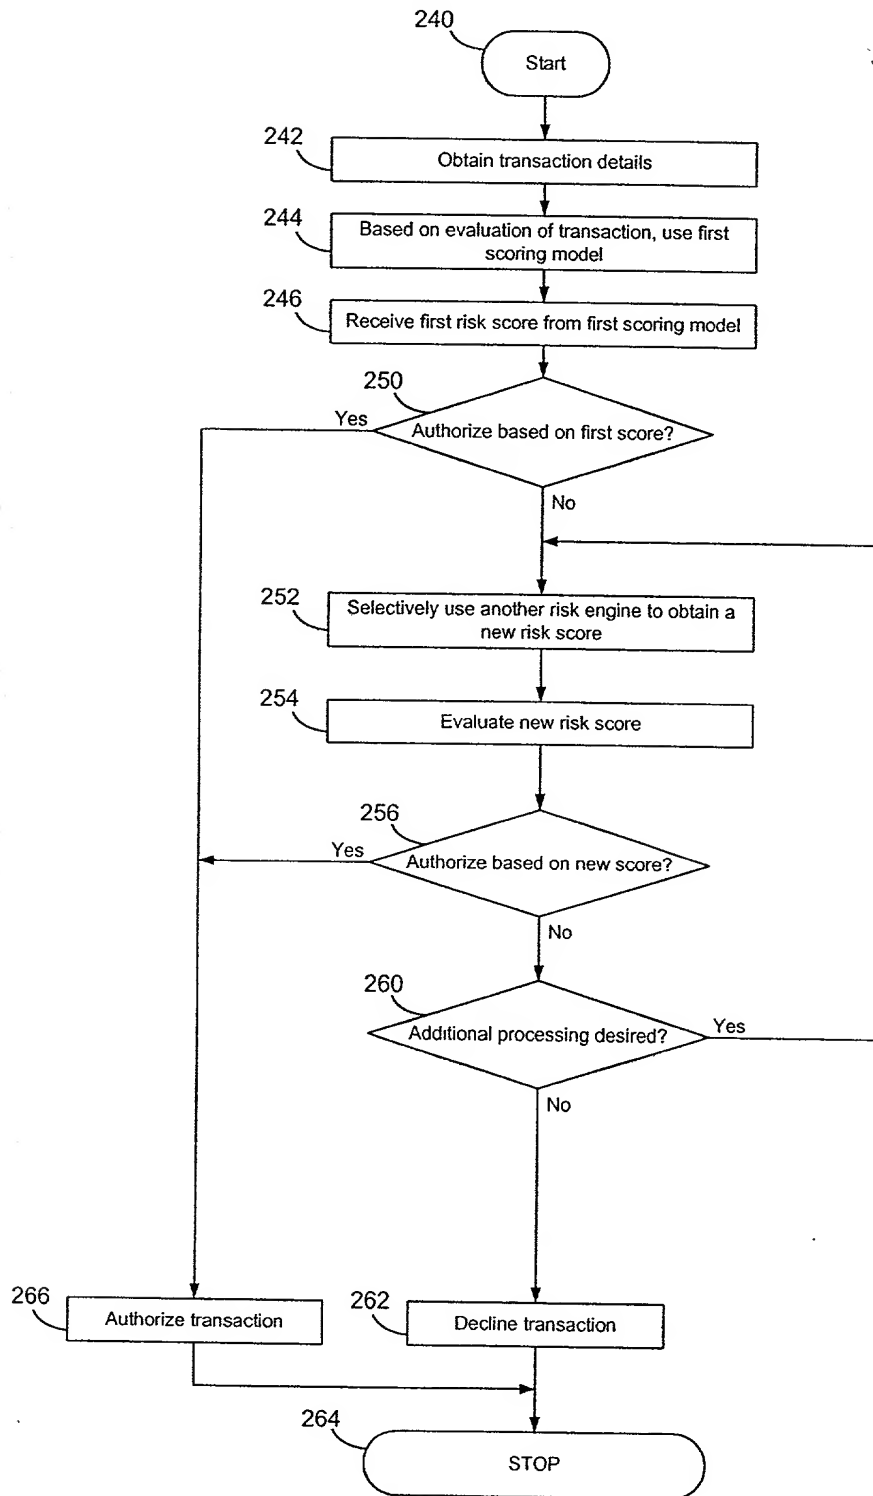 240
Start
242
Obtain transaction details
244
Based on evaluation of transaction, use first
scoring model
246
Receive first risk score from first scoring model
250
Yes
Authorize based on first score?
No
252
Selectively use another risk engine to obtain a
new risk score
254
Evaluate new risk score
256
Yes
Authorize based on new score?
No
260
Additional processing desired?
Yes
No
266
Authorize transaction
262
Decline transaction
264
STOP